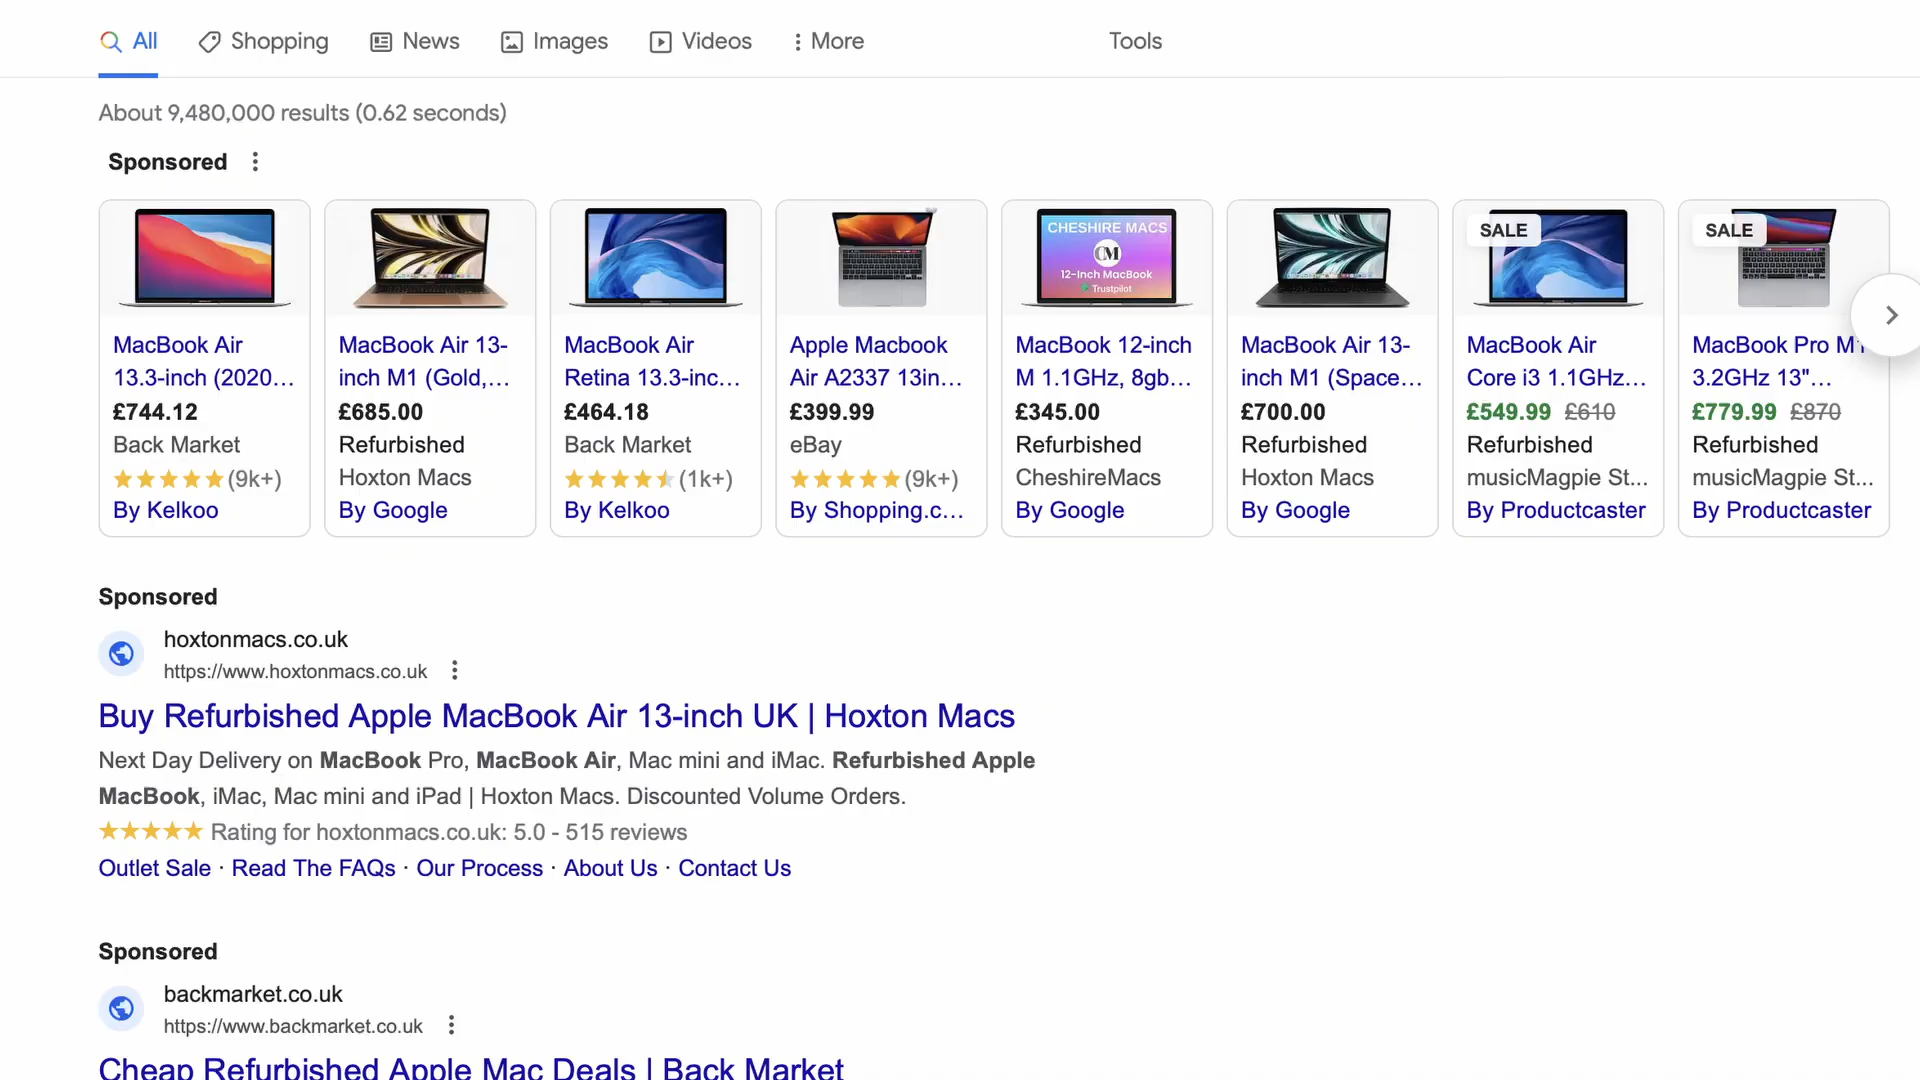 All
Shopping
News
Images
Videos
More
Tools
About 9,480,000 results (0.62 seconds)
Sponsored
MacBook Air
13.3-inch (2020...
£744.12
Back Market
(9k+)
By Kelkoo
MacBook Air 13-
inch M1 (Gold,...
£685.00
Refurbished
Hoxton Macs
By Google
MacBook Air
Retina 13.3-inc...
£464.18
Back Market
(1k+)
By Kelkoo
Apple Macbook
Air A2337 13in...
£399.99
eBay
(9k+)
By Shopping.c...
CHESHIRE MACS
CM
12-Inch MacBook
Trustpilot
MacBook 12-inch
M 1.1GHz, 8gb...
£345.00
Refurbished
CheshireMacs
By Google
MacBook Air 13-
inch M1 (Space...
£700.00
Refurbished
Hoxton Macs
By Google
SALE
MacBook Air
Core i3 1.1GHz...
£549.99 £610
Refurbished
musicMagpie St...
By Productcaster
SALE
MacBook Pro M1
3.2GHz 13"...
£779.99 £870
Refurbished
musicMagpie St...
By Productcaster
Sponsored
hoxtonmacs.co.uk
https://www.hoxtonmacs.co.uk
Buy Refurbished Apple MacBook Air 13-inch UK | Hoxton Macs
Next Day Delivery on MacBook Pro, MacBook Air, Mac mini and iMac. Refurbished Apple
MacBook, iMac, Mac mini and iPad | Hoxton Macs. Discounted Volume Orders.
Rating for hoxtonmacs.co.uk: 5.0 - 515 reviews
Outlet Sale · Read The FAQs · Our Process · About Us · Contact Us
Sponsored
backmarket.co.uk
https://www.backmarket.co.uk
Cheap Refurbished Apple Mac Deals | Back Market